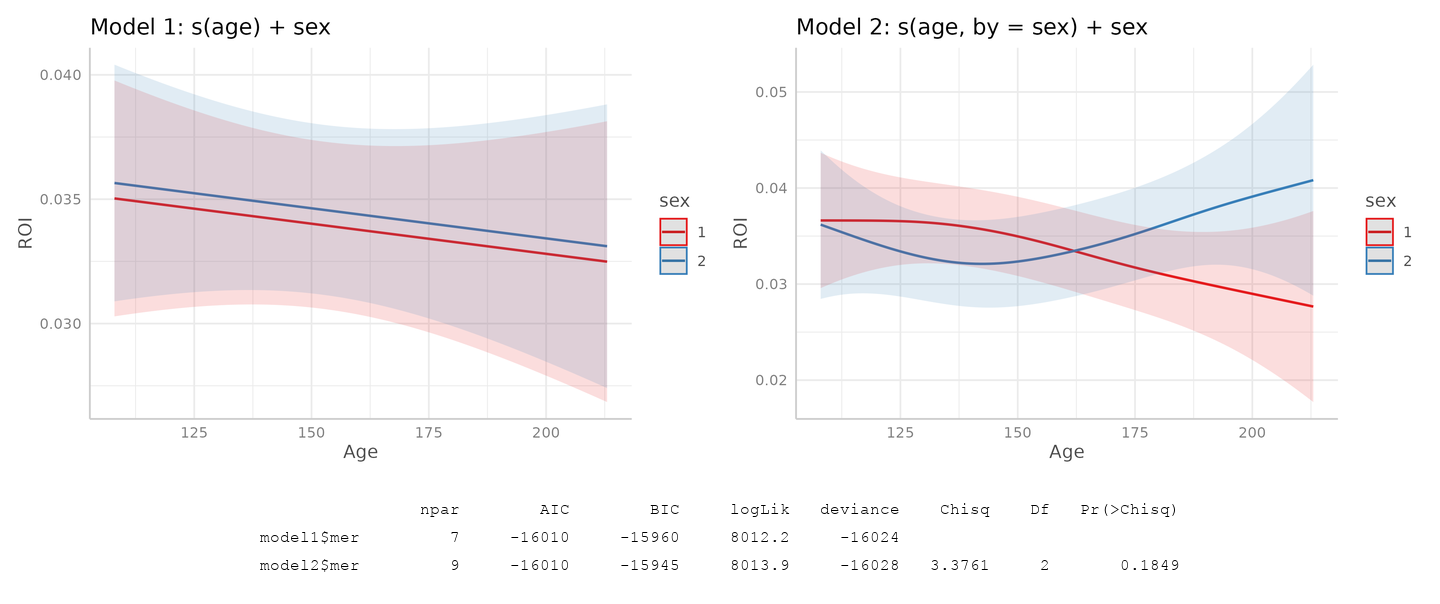 Model 1: s(age) + sex
0.040
0.035
0.030
ROI
125 150 175 200
Age
sex
1
2
Model 2: s(age, by = sex) + sex
0.05
0.04
0.03
0.02
ROI
125 150 175 200
Age
sex
1
2
npar AIC BIC logLik deviance Chisq Df Pr(>Chisq)
model1$mer 7 -16010 -15960 8012.2 -16024
model2$mer 9 -16010 -15945 8013.9 -16028 3.3761 2 0.1849